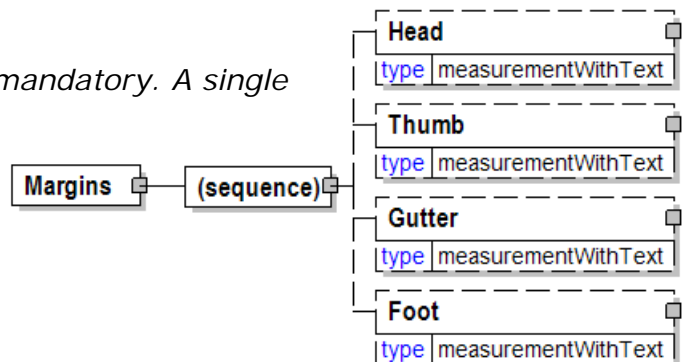 mandatory. A single
Margins
(sequence)
Head
type measurementWithText
Thumb
type measurementWithText
Gutter
type measurementWithText
Foot
type measurementWithText